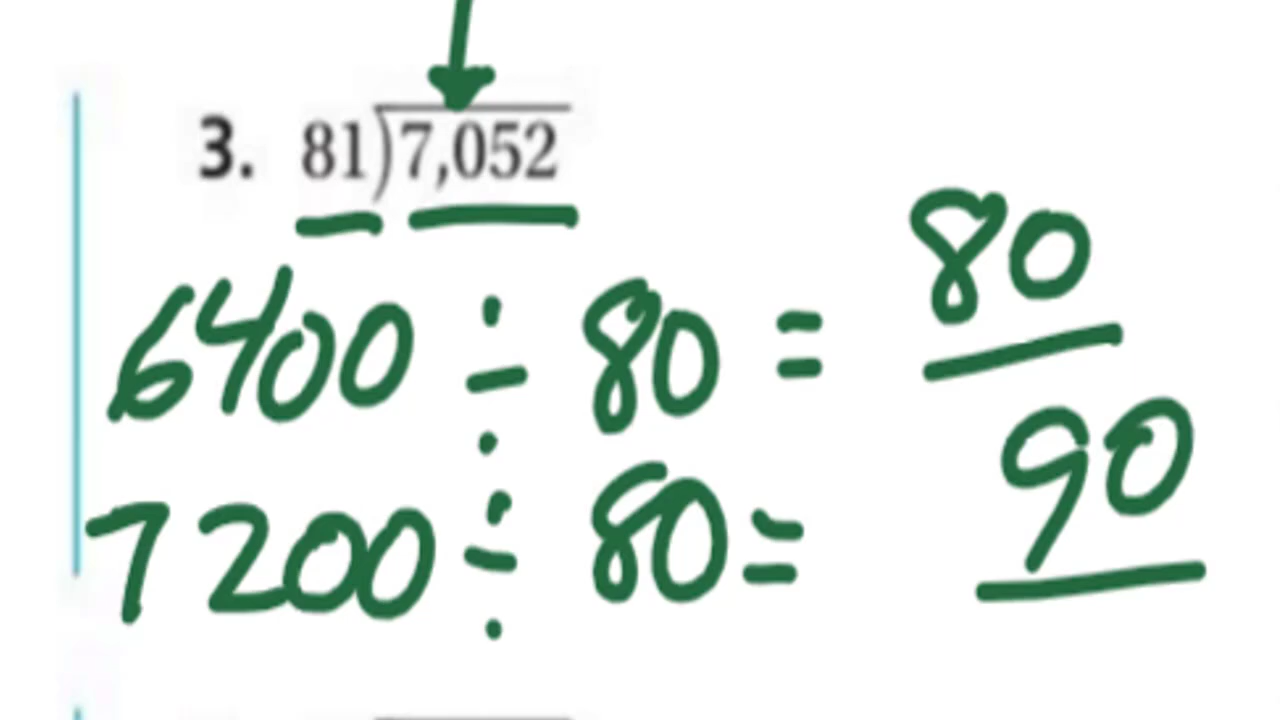 3. 81)7,052
6400 ÷ 80 = 80
7200 ÷ 80 = 90